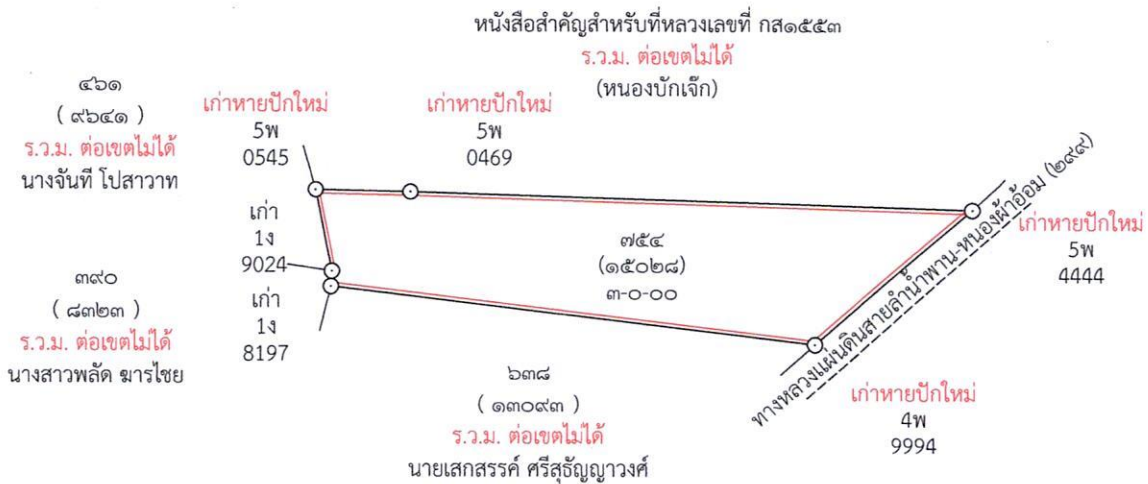 หนังสือสำคัญสำหรับที่หลวงเลขที่ กส๑๕๕๓
ร.ว.ม. ต่อเขตไม่ได้
(หนองบักเจ๊ก)
๔๖๑
( ๙๖๔๑ )
ร.ว.ม. ต่อเขตไม่ได้
นางจันที โปสาวาท
เก่าหายปักใหม่
5พ
0545
เก่าหายปักใหม่
5พ
0469
ทางหลวงแผ่นดินสายลำน้ำพาน-หนองผ้าอ้อม (๒๙๙)
เก่าหายปักใหม่
5พ
4444
เก่า
1ง
9024
๗๕๔
(๑๕๐๒๘)
๓-๐-๐๐
๓๙๐
( ๘๓๒๓ )
ร.ว.ม. ต่อเขตไม่ได้
นางสาวพลัด ฆารไชย
เก่า
1ง
8197
๖๓๘
( ๑๓๐๙๓ )
ร.ว.ม. ต่อเขตไม่ได้
นายเสกสรรค์ ศรีสุธัญญาวงศ์
เก่าหายปักใหม่
4พ
9994